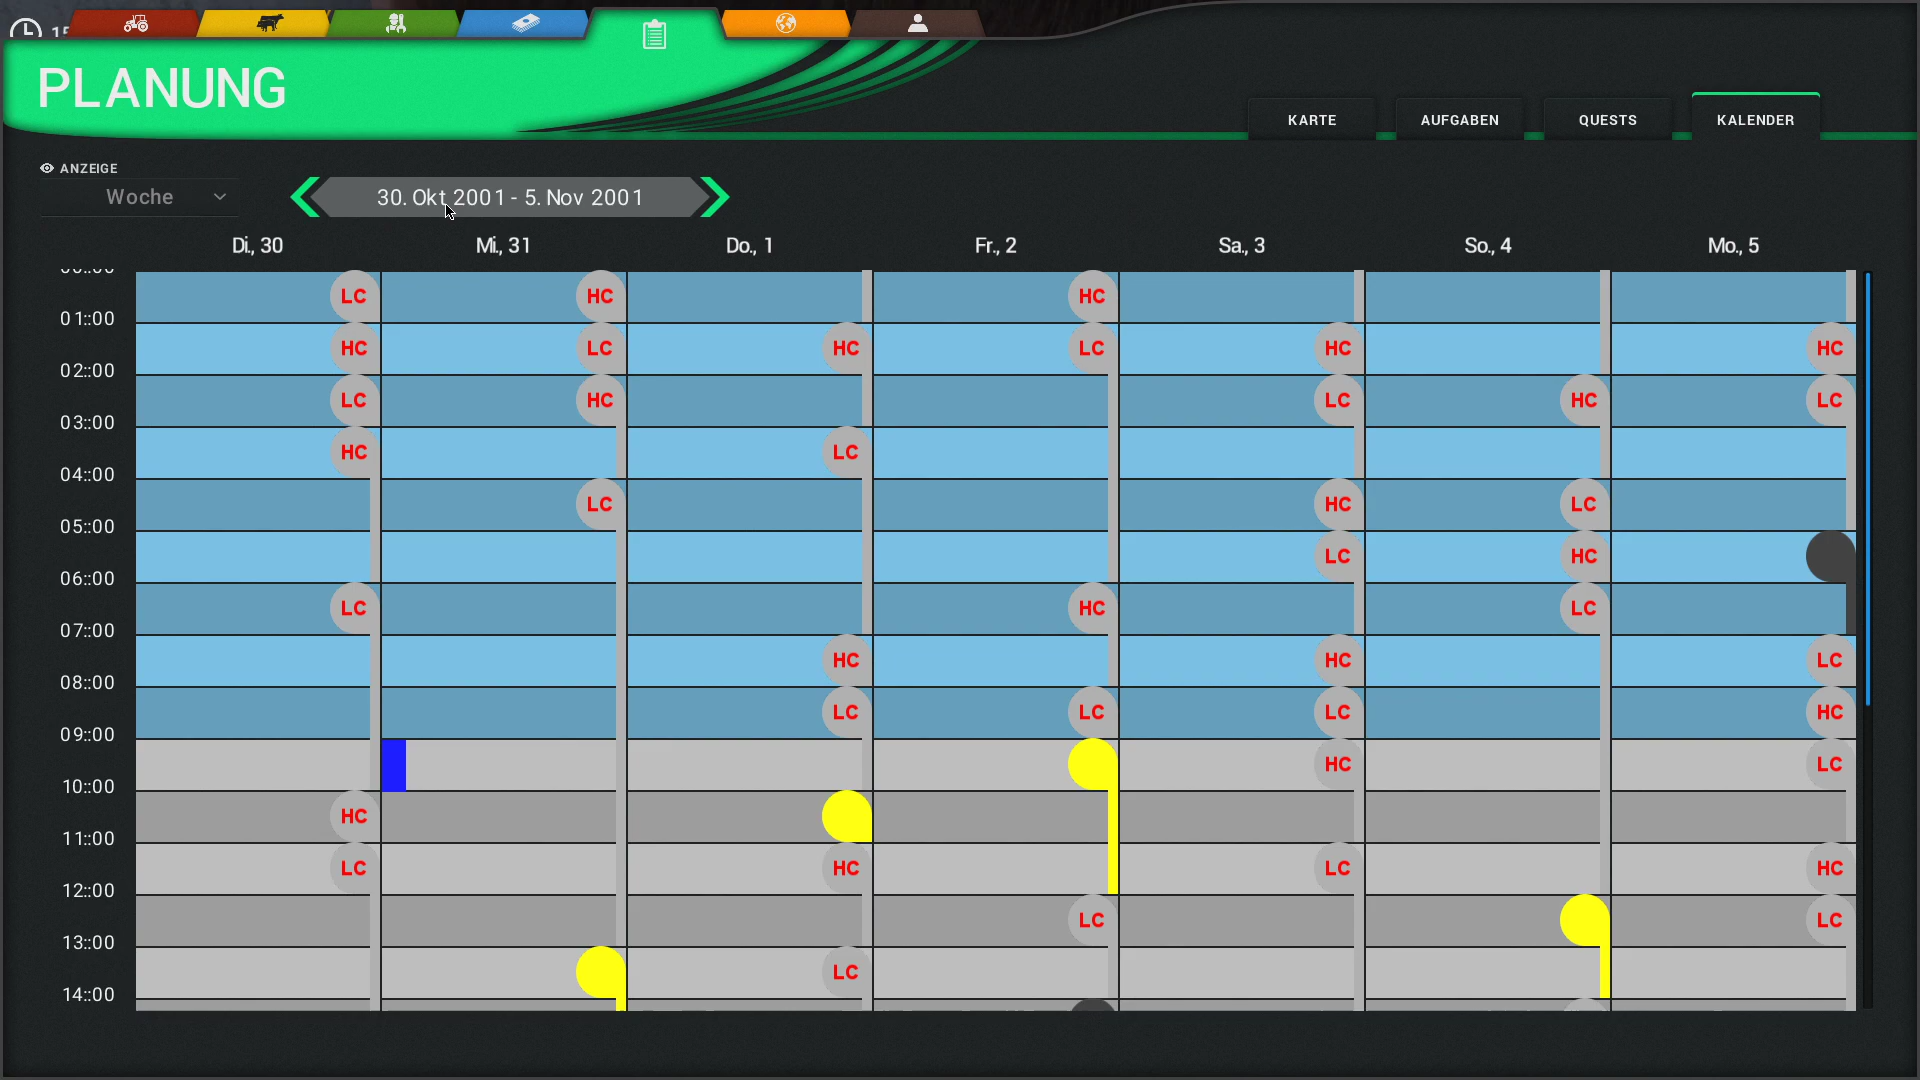 PLANUNG
KARTE
AUFGABEN
QUESTS
KALENDER
ANZEIGE
Woche
30. Okt 2001 - 5. Nov 2001
Di., 30
Mi., 31
Do., 1
Fr., 2
Sa., 3
So., 4
Mo., 5
LC HC HC
01::00
HC LC HC LC HC HC
02::00
LC HC LC HC LC
03::00
HC LC
04::00
LC HC LC
05::00
LC HC
06::00
LC HC LC
07::00
HC HC LC
08::00
LC LC LC HC
09::00
HC LC
10::00
HC
11::00
LC HC LC HC
12::00
LC LC
13::00
LC
14::00